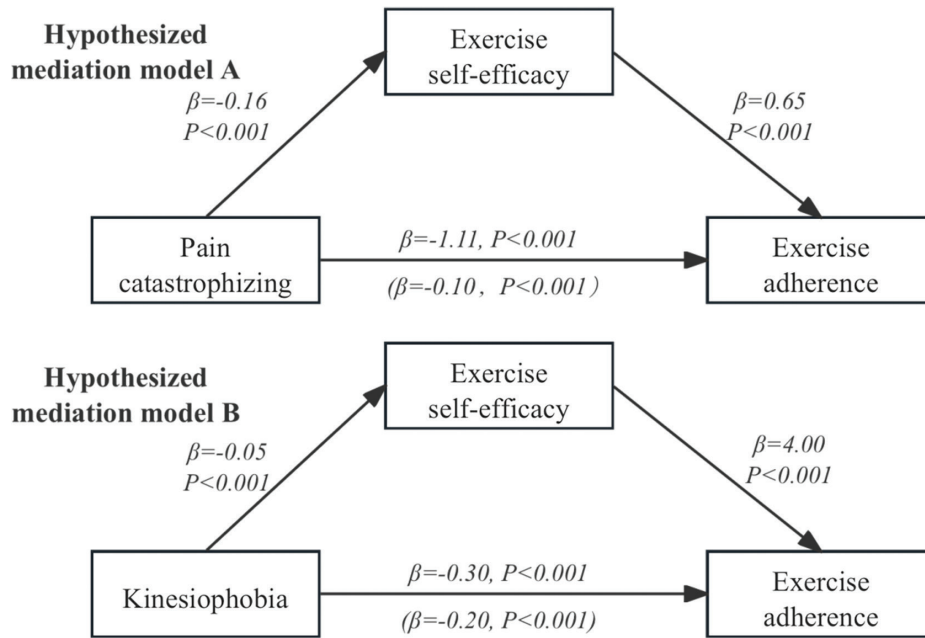 Hypothesized
mediation model A
Exercise
self-efficacy
β=-0.16
P<0.001
β=0.65
P<0.001
Pain
catastrophizing
β=-1.11, P<0.001
(β=-0.10, P<0.001)
Exercise
adherence
Hypothesized
mediation model B
Exercise
self-efficacy
β=-0.05
P<0.001
β=4.00
P<0.001
Kinesiophobia
β=-0.30, P<0.001
(β=-0.20, P<0.001)
Exercise
adherence